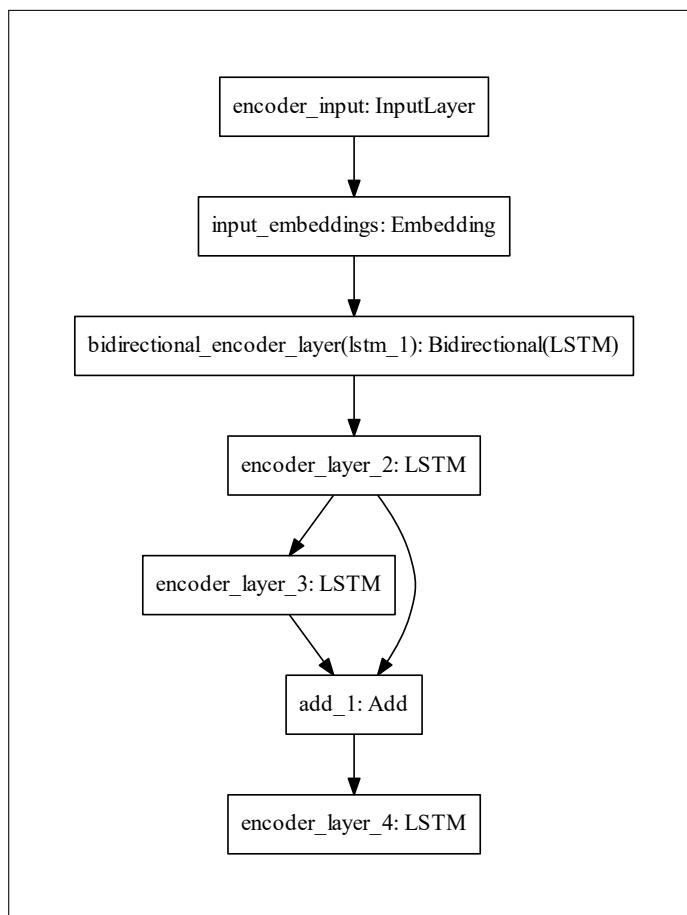 encoder_input: InputLayer
input_embeddings: Embedding
bidirectional_encoder_layer(lstm_1): Bidirectional(LSTM)
encoder_layer_2: LSTM
encoder_layer_3: LSTM
add_1: Add
encoder_layer_4: LSTM